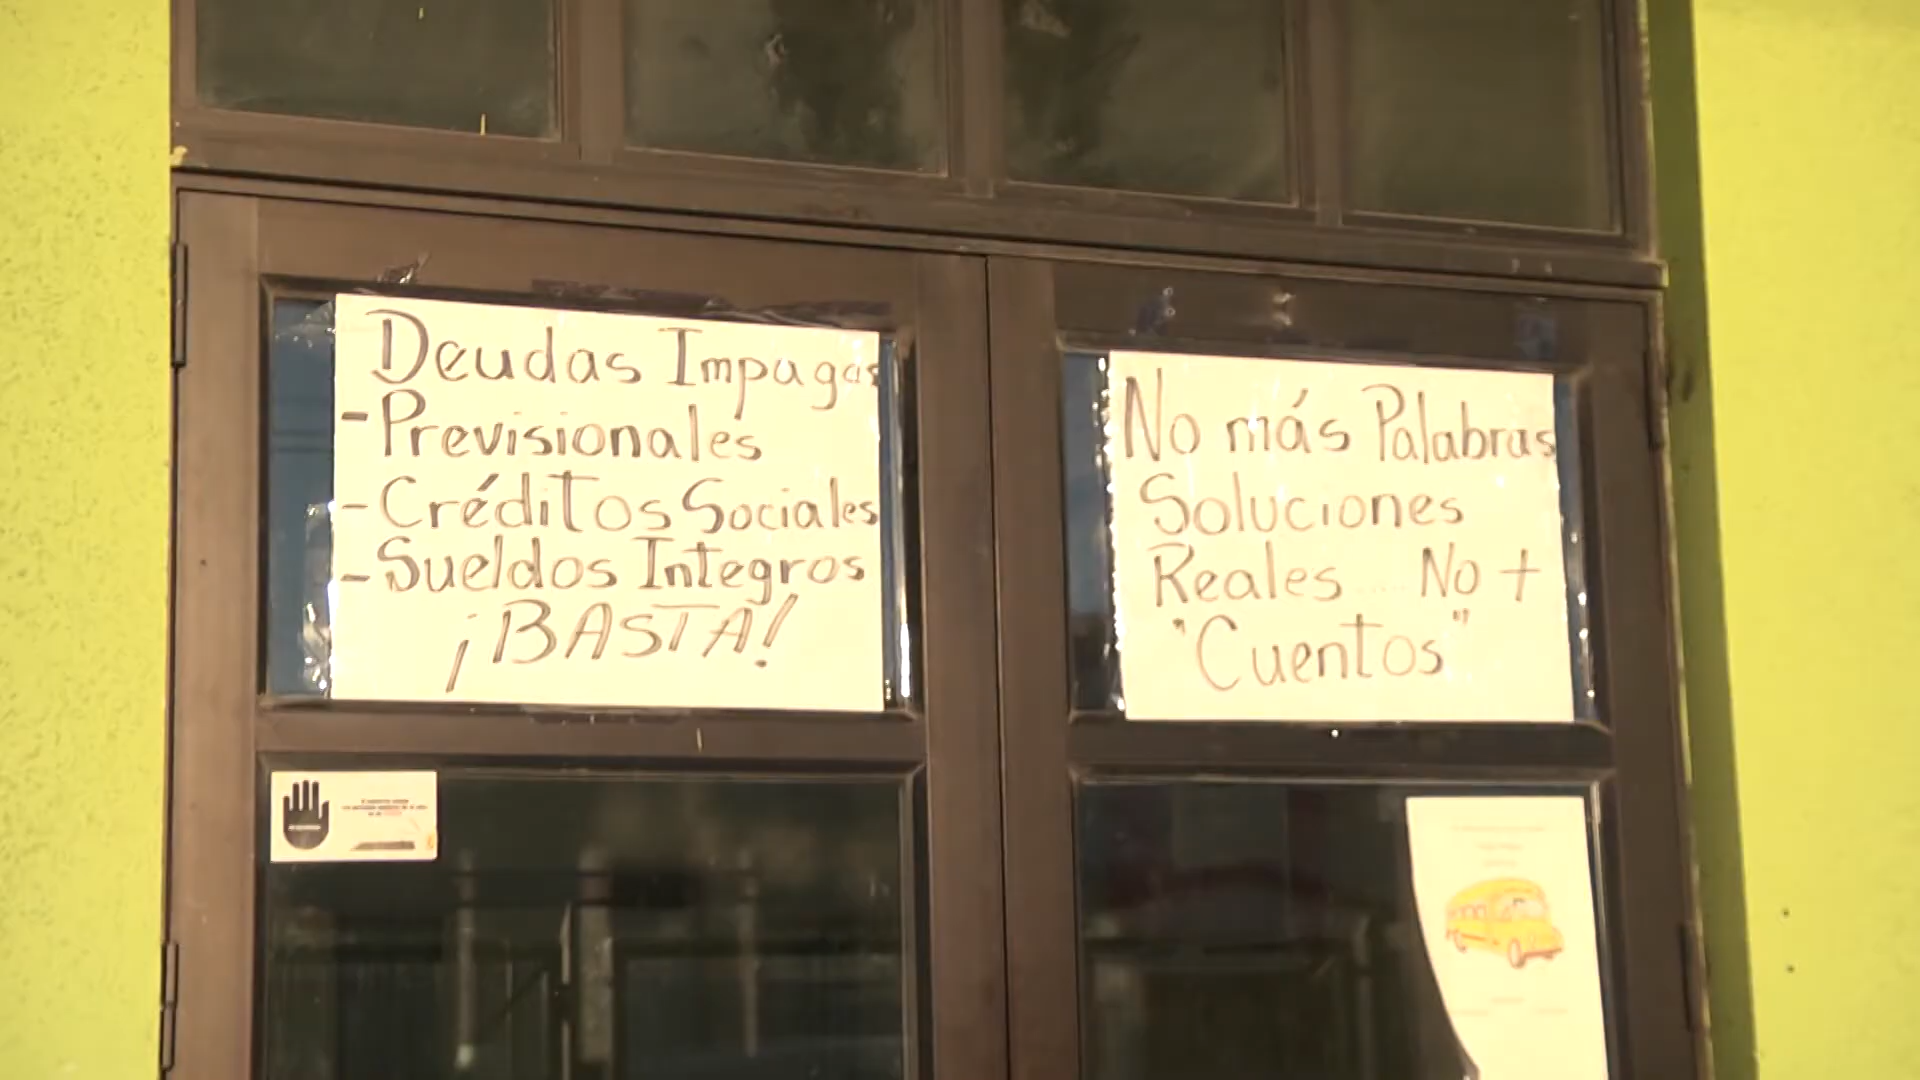 Deudas Impagas
- Previsionales
- Créditos Sociales
- Sueldos Integros
¡BASTA!
No más Palabras
Soluciones
Reales .... No +
"Cuentos"